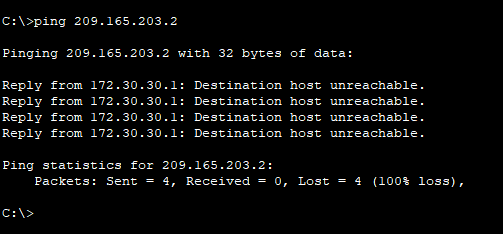 C:\>ping 209.165.203.2
Pinging 209.165.203.2 with 32 bytes of data:
Reply from 172.30.30.1: Destination host unreachable.
Reply from 172.30.30.1: Destination host unreachable.
Reply from 172.30.30.1: Destination host unreachable.
Reply from 172.30.30.1: Destination host unreachable.
Ping statistics for 209.165.203.2:
    Packets: Sent = 4, Received = 0, Lost = 4 (100% loss),
C:\>